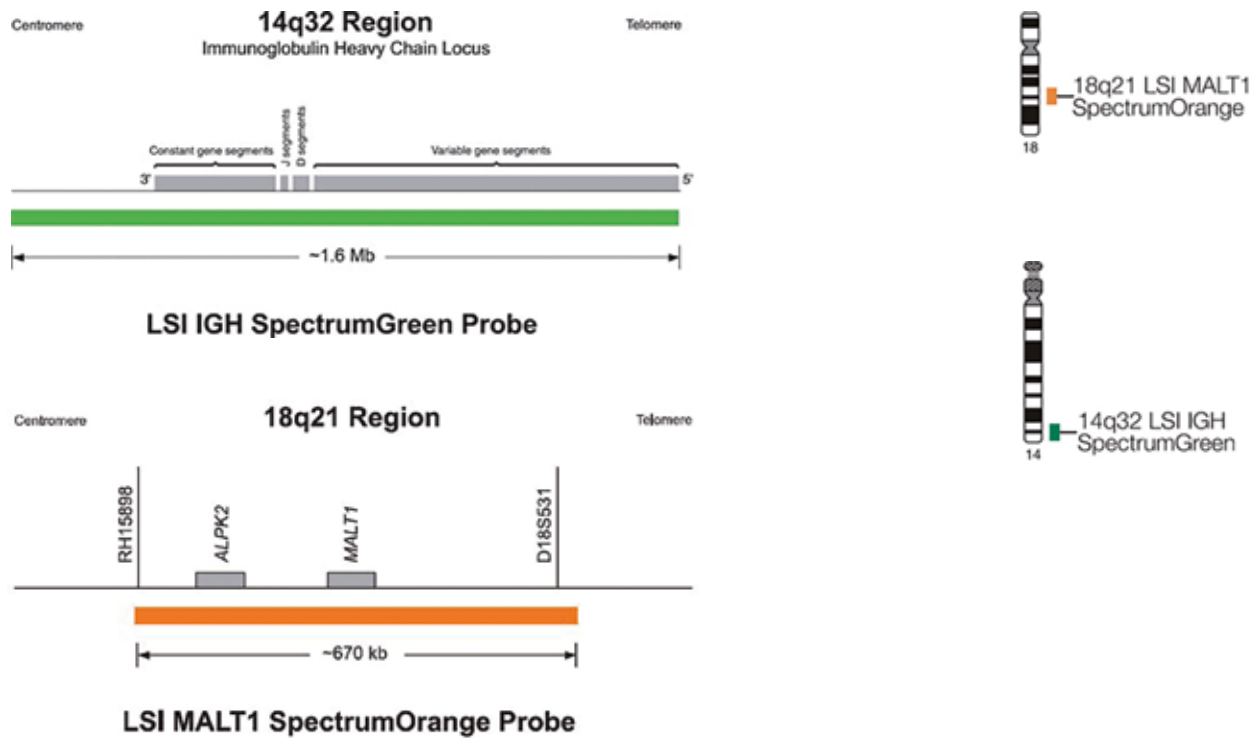 Centromere
14q32 Region
Telomere
Immunoglobulin Heavy Chain Locus
Constant gene segments
J segments
D segments
Variable gene segments
3'
5'
~1.6 Mb
LSI IGH SpectrumGreen Probe
Centromere
18q21 Region
Telomere
RH15898
ALPK2
MALT1
D18S531
~670 kb
LSI MALT1 SpectrumOrange Probe
18q21 LSI MALT1
SpectrumOrange
18
14q32 LSI IGH
SpectrumGreen
14